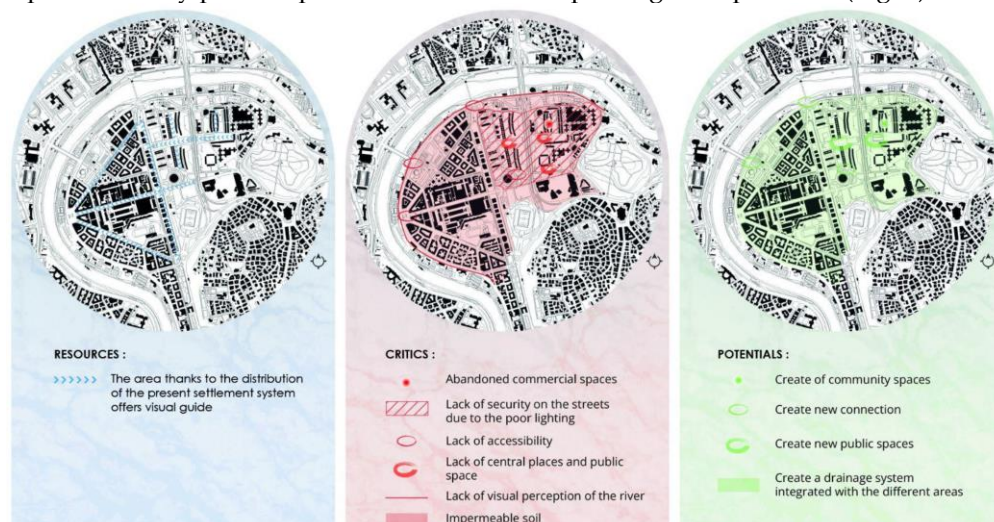 RESOURCES :
The area thanks to the distribution
of the present settlement system
offers visual guide
CRITICS :
Abandoned commercial spaces
Lack of security on the streets
due to the poor lighting
Lack of accessibility
Lack of central places and public
space
Lack of visual perception of the river
Impermeable soil
POTENTIALS :
Create of community spaces
Create new connection
Create new public spaces
Create a drainage system
integrated with the different areas